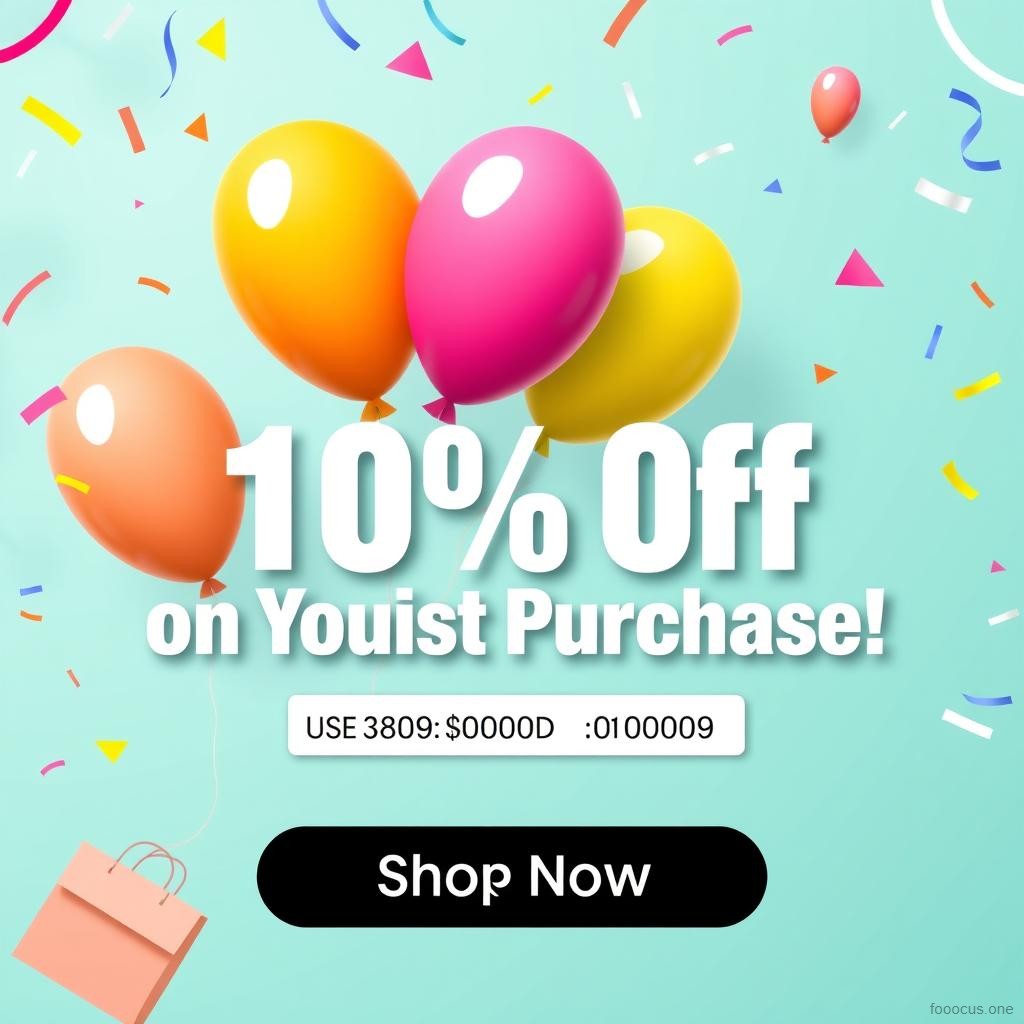 10% Off
on Youist Purchase!
USE 3809: $0000D :0100009
Shop Now
fooocus.one